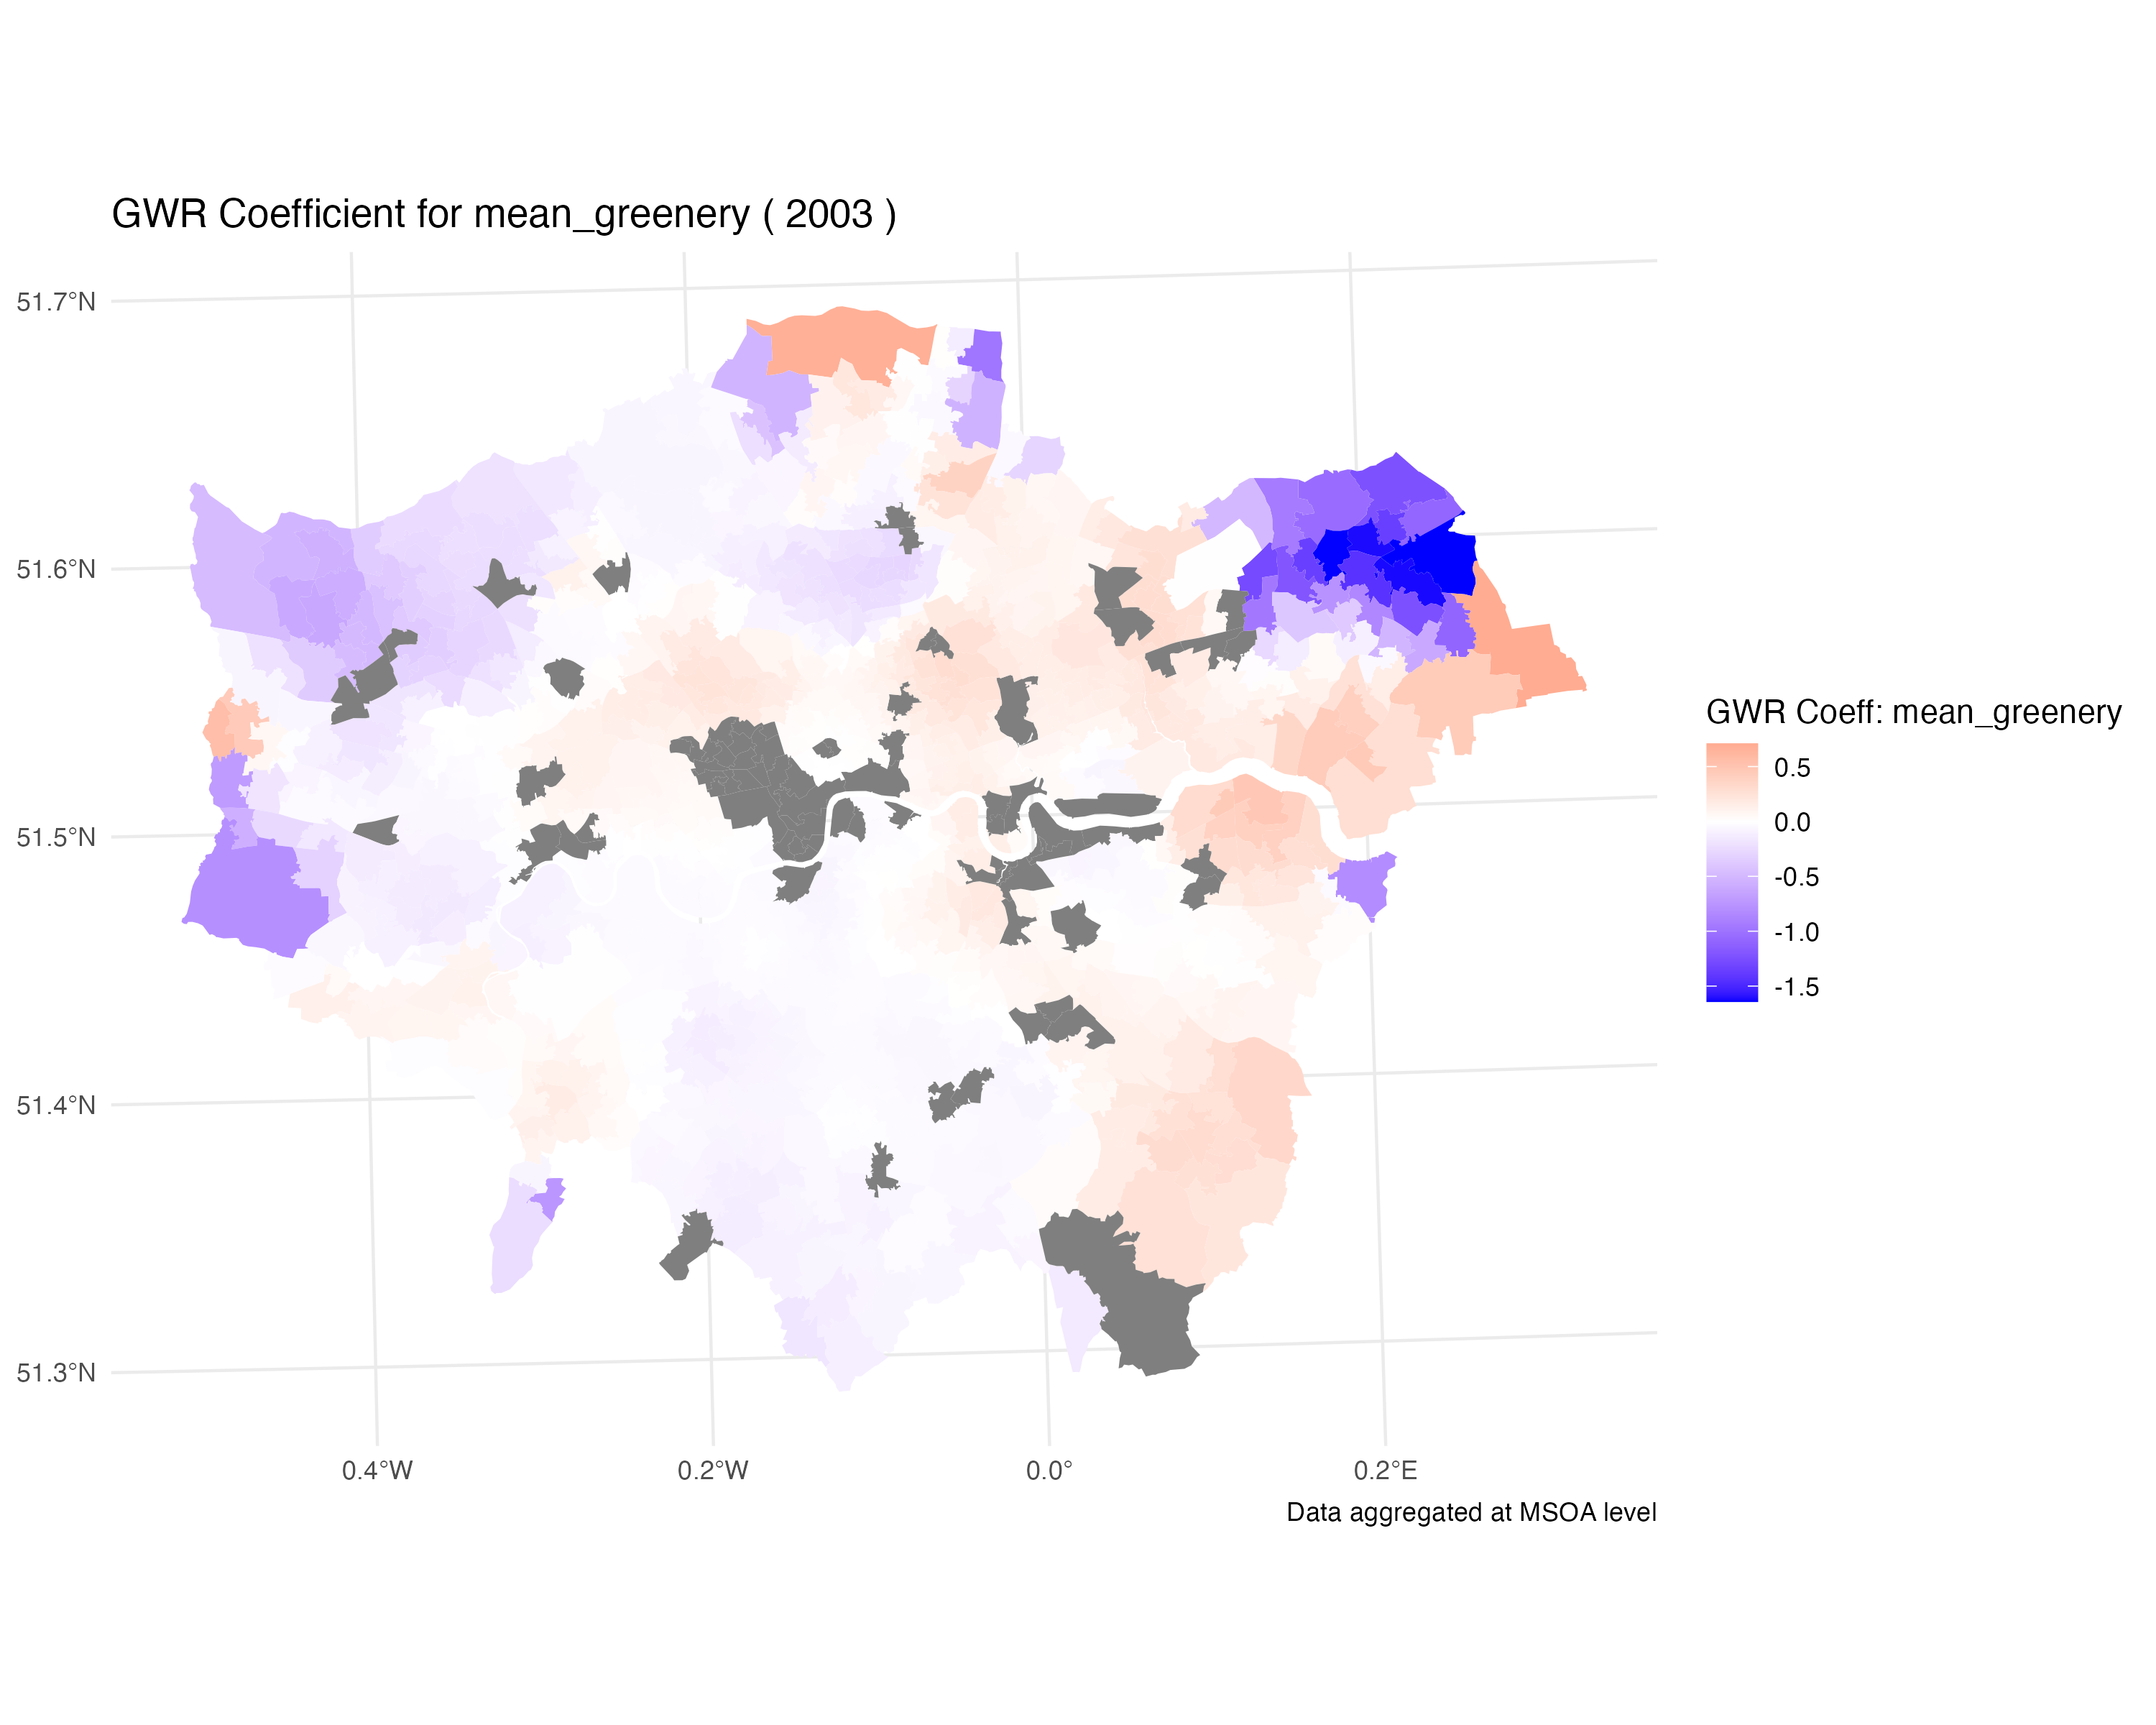 GWR Coefficient for mean_greenery ( 2003 )
51.7°N
51.6°N
51.5°N
51.4°N
51.3°N
0.4°W
0.2°W
0.0°
0.2°E
GWR Coeff: mean_greenery
0.5
0.0
-0.5
-1.0
-1.5
Data aggregated at MSOA level